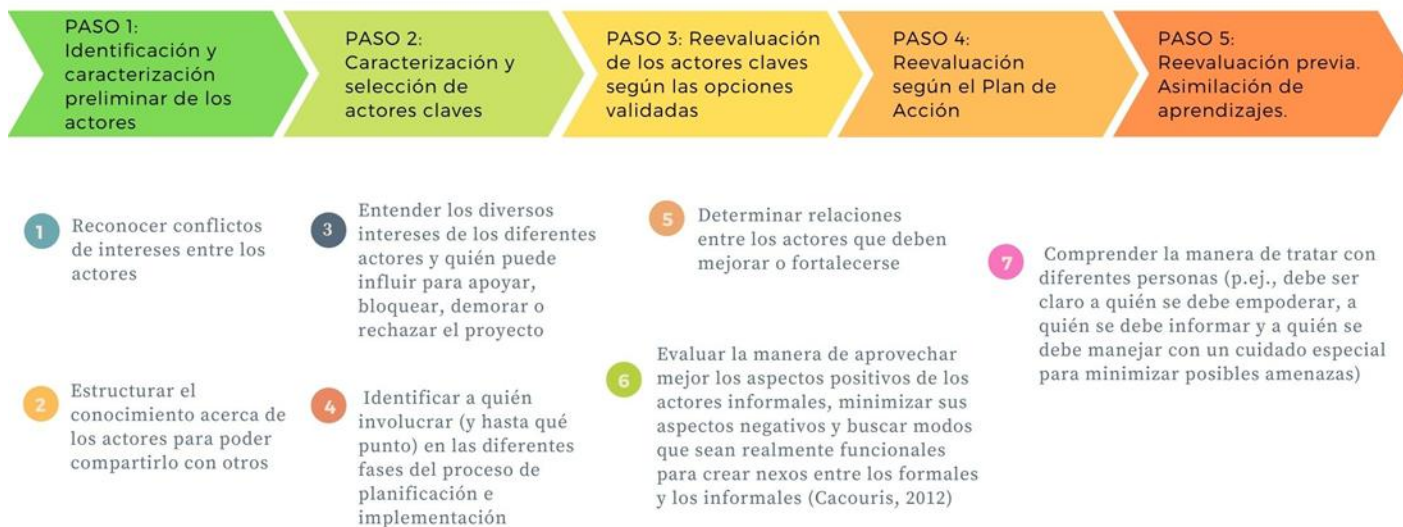 PASO 1:
Identificación y
caracterización
preliminar de los
actores
PASO 2:
Caracterización y
selección de
actores claves
PASO 3: Reevaluación
de los actores claves
según las opciones
validadas
PASO 4:
Reevaluación
según el Plan de
Acción
PASO 5:
Reevaluación previa.
Asimilación de
aprendizajes.
1
Reconocer conflictos
de intereses entre los
actores
2
Estructurar el
conocimiento acerca de
los actores para poder
compartirlo con otros
3
Entender los diversos
intereses de los diferentes
actores y quién puede
influir para apoyar,
bloquear, demorar o
rechazar el proyecto
4
Identificar a quién
involucrar (y hasta qué
punto) en las diferentes
fases del proceso de
planificación e
implementación
5
Determinar relaciones
entre los actores que deben
mejorar o fortalecerse
6
Evaluar la manera de aprovechar
mejor los aspectos positivos de los
actores informales, minimizar sus
aspectos negativos y buscar modos
que sean realmente funcionales
para crear nexos entre los formales
y los informales (Cacouris, 2012)
7
Comprender la manera de tratar con
diferentes personas (p.ej., debe ser
claro a quién se debe empoderar, a
quién se debe informar y a quién se
debe manejar con un cuidado especial
para minimizar posibles amenazas)